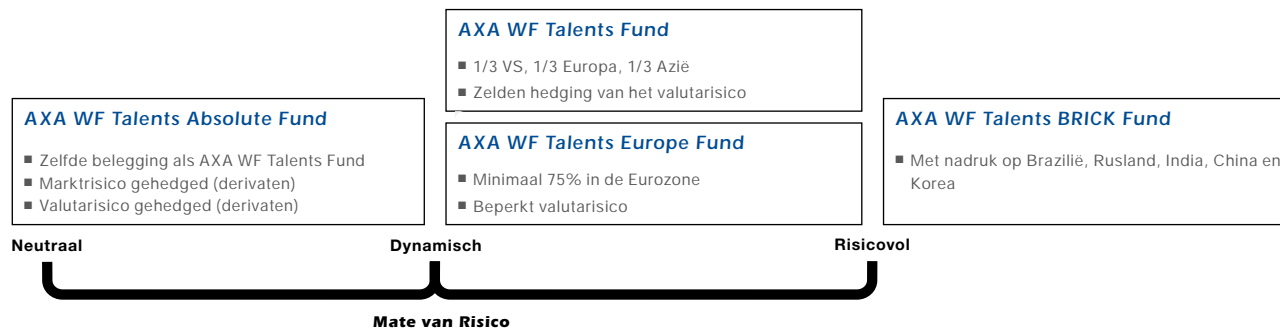 AXA WF Talents Fund
■ 1/3 VS, 1/3 Europa, 1/3 Azië
■ Zelden hedging van het valutarisico
AXA WF Talents Absolute Fund
■ Zelfde belegging als AXA WF Talents Fund
■ Marktrisico gehedged (derivaten)
■ Valutarisico gehedged (derivaten)
AXA WF Talents Europe Fund
■ Minimaal 75% in de Eurozone
■ Beperkt valutarisico
AXA WF Talents BRICK Fund
■ Met nadruk op Brazilië, Rusland, India, China en
Korea
Neutraal
Dynamisch
Risicovol
Mate van Risico